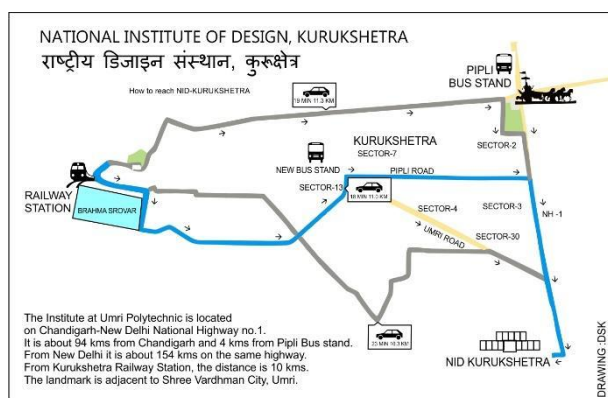 NATIONAL INSTITUTE OF DESIGN, KURUKSHETRA
राष्ट्रीय डिजाइन संस्थान, कुरूक्षेत्र
How to reach NID-KURUKSHETRA
PIPLI
BUS STAND
19 MIN 11.3 KM
KURUKSHETRA
SECTOR-7
SECTOR-2
NEW BUS STAND
PIPLI ROAD
RAILWAY
STATION
BRAHMA SROVAR
SECTOR-13
SECTOR-4
SECTOR-3
NH -1
UMRI ROAD
SECTOR-30
The Institute at Umri Polytechnic is located
on Chandigarh-New Delhi National Highway no.1.
It is about 94 kms from Chandigarh and 4 kms from Pipli Bus stand.
From New Delhi it is about 154 kms on the same highway.
From Kurukshetra Railway Station, the distance is 10 kms.
The landmark is adjacent to Shree Vardhman City, Umri.
NID KURUKSHETRA
DRAWING :DSK